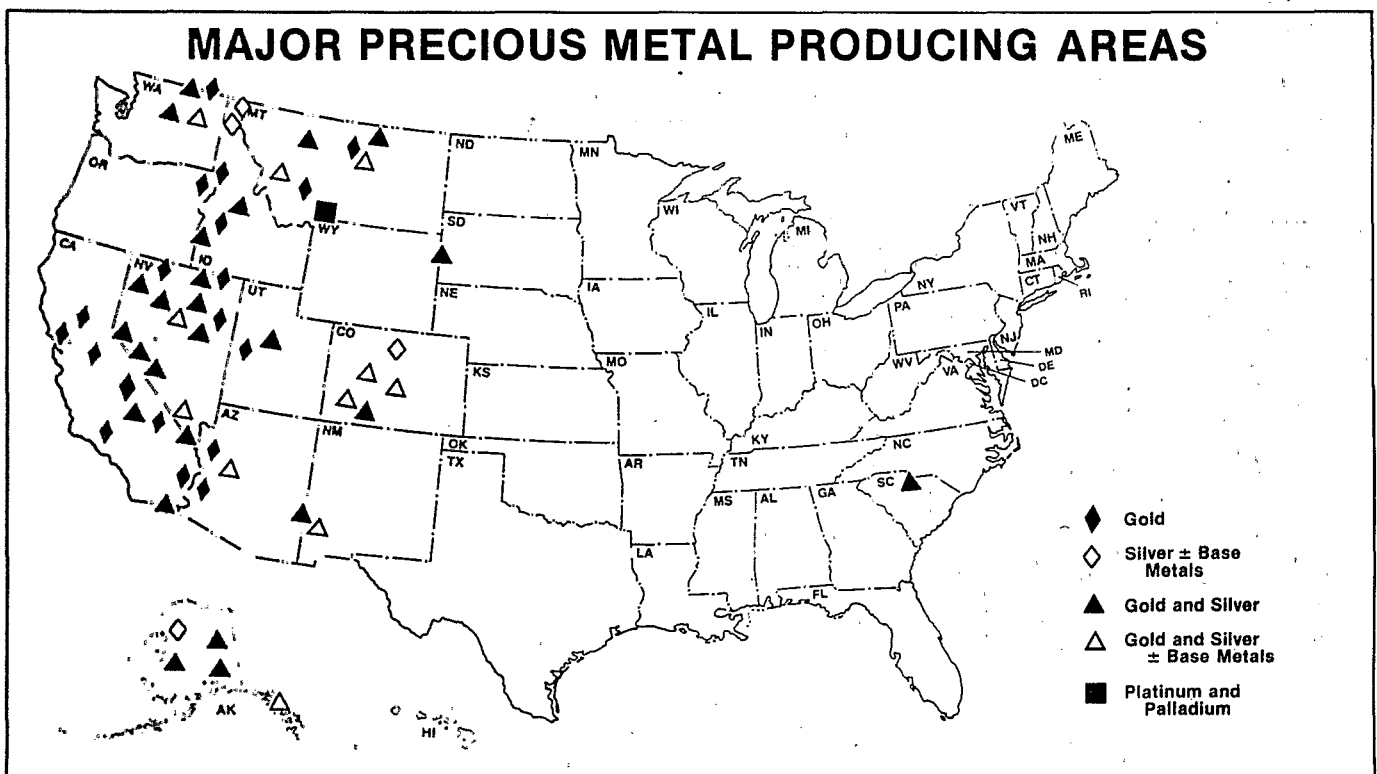 MAJOR PRECIOUS METAL PRODUCING AREAS
WA
MT
ND
MN
ME
OR
ID
WY
SD
WI
MI
VT
NH
MA
CT
RI
NY
CA
NV
UT
NE
IA
IL
IN
OH
PA
NJ
MD
DE
DC
CO
KS
MO
WV
VA
KY
AZ
NM
OK
TX
AR
TN
NC
SC
MS
AL
GA
LA
FL
AK
HI
Gold
Silver ± Base
Metals
Gold and Silver
Gold and Silver
± Base Metals
Platinum and
Palladium